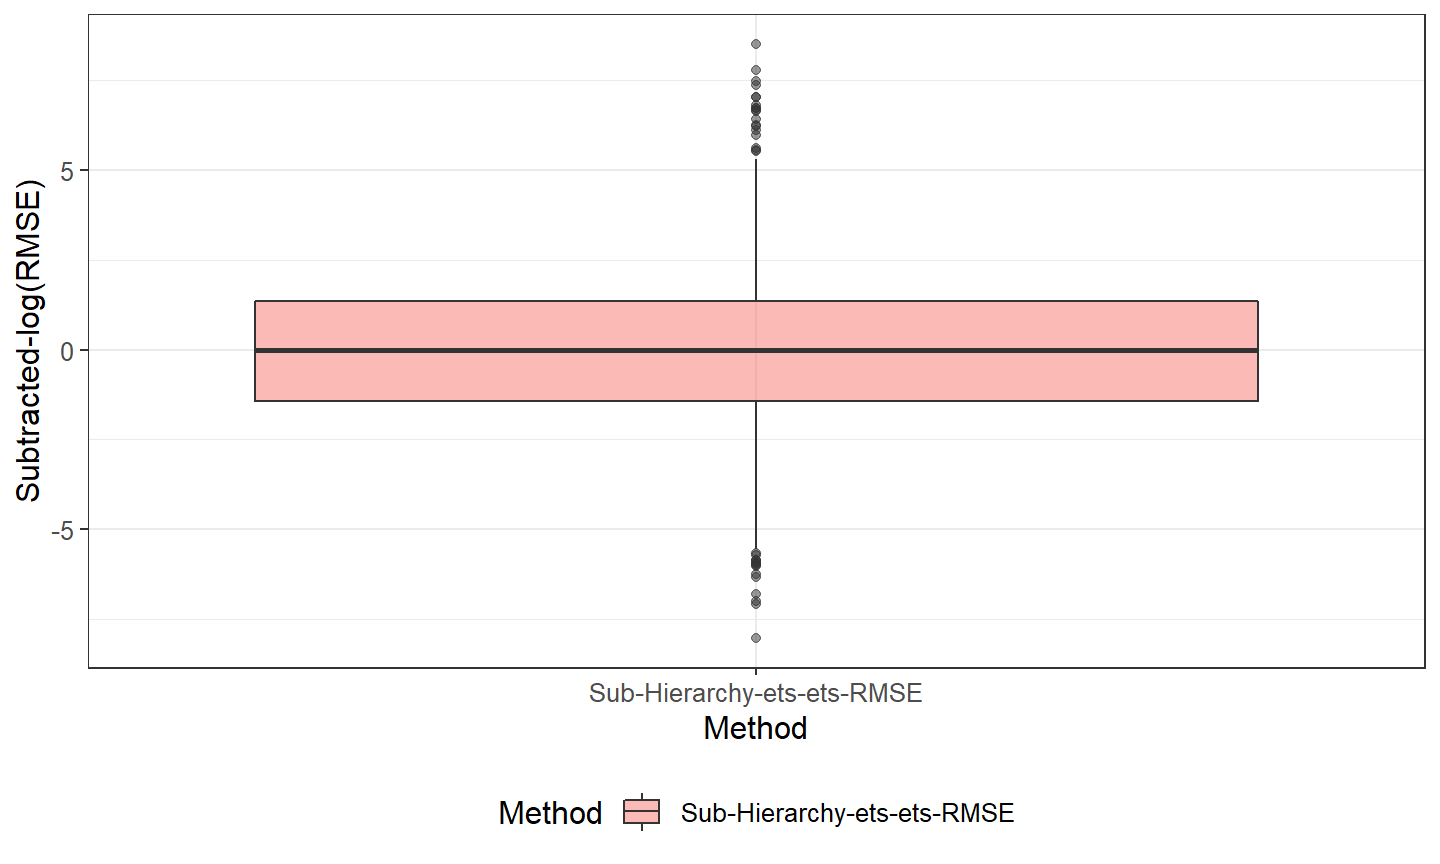 Subtracted-log(RMSE)
5
0
-5
Sub-Hierarchy-ets-ets-RMSE
Method
Method Sub-Hierarchy-ets-ets-RMSE